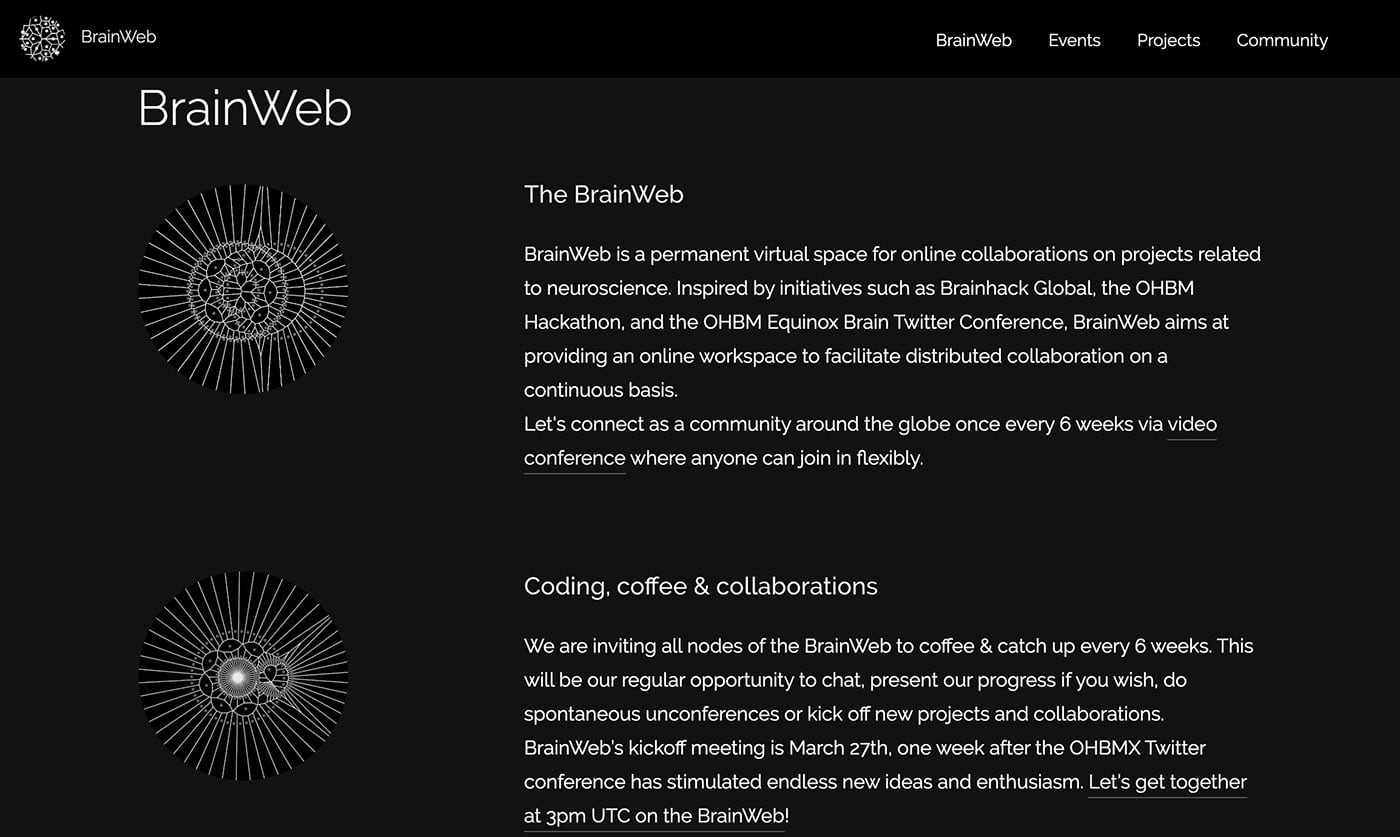 BrainWeb
BrainWeb Events Projects Community
BrainWeb
The BrainWeb
BrainWeb is a permanent virtual space for online collaborations on projects related
to neuroscience. Inspired by initiatives such as Brainhack Global, the OHBM
Hackathon, and the OHBM Equinox Brain Twitter Conference, BrainWeb aims at
providing an online workspace to facilitate distributed collaboration on a
continuous basis.
Let's connect as a community around the globe once every 6 weeks via video
conference where anyone can join in flexibly.
Coding, coffee & collaborations
We are inviting all nodes of the BrainWeb to coffee & catch up every 6 weeks. This
will be our regular opportunity to chat, present our progress if you wish, do
spontaneous unconferences or kick off new projects and collaborations.
BrainWeb's kickoff meeting is March 27th, one week after the OHBMX Twitter
conference has stimulated endless new ideas and enthusiasm. Let's get together
at 3pm UTC on the BrainWeb!